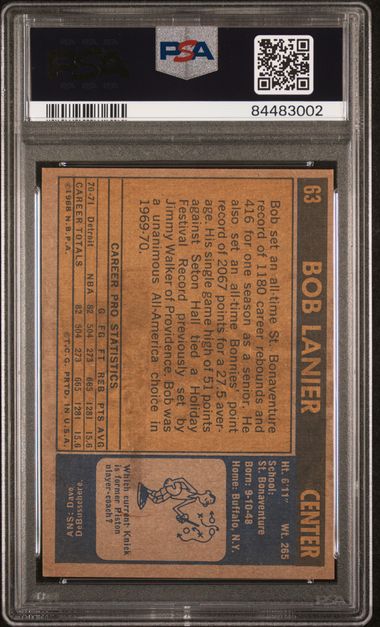 PSA
PSA
84483002
63
BOB LANIER
CENTER
Bob set an all-time St. Bonaventure
record of 1180 career rebounds and
416 for one season as a senior. He
also set an all-time Bonnies' point
record of 2067 points for a 27.5 aver-
age. His single game high of 51 points
against Seton Hall tied a Holiday
Festival Record previously set by
Jimmy Walker of Providence. Bob was
a unanimous All-America choice in
1969-70.
Ht: 6'11" Wt. 265
School:
St. Bonaventure
Born: 9-10-48
Home: Buffalo, N.Y.
Which current Knick
is former Piston
player-coach?
ANS: Dave
DeBusschere
CAREER PRO STATISTICS
G FG FT REB PTS AVG
70-71 Detroit NBA 82 504 273 665 1281 15.6
CAREER TOTALS 82 504 273 665 1281 15.6
©1968 N.B.P.A. ©T.C.G. PRTD. IN U.S.A.